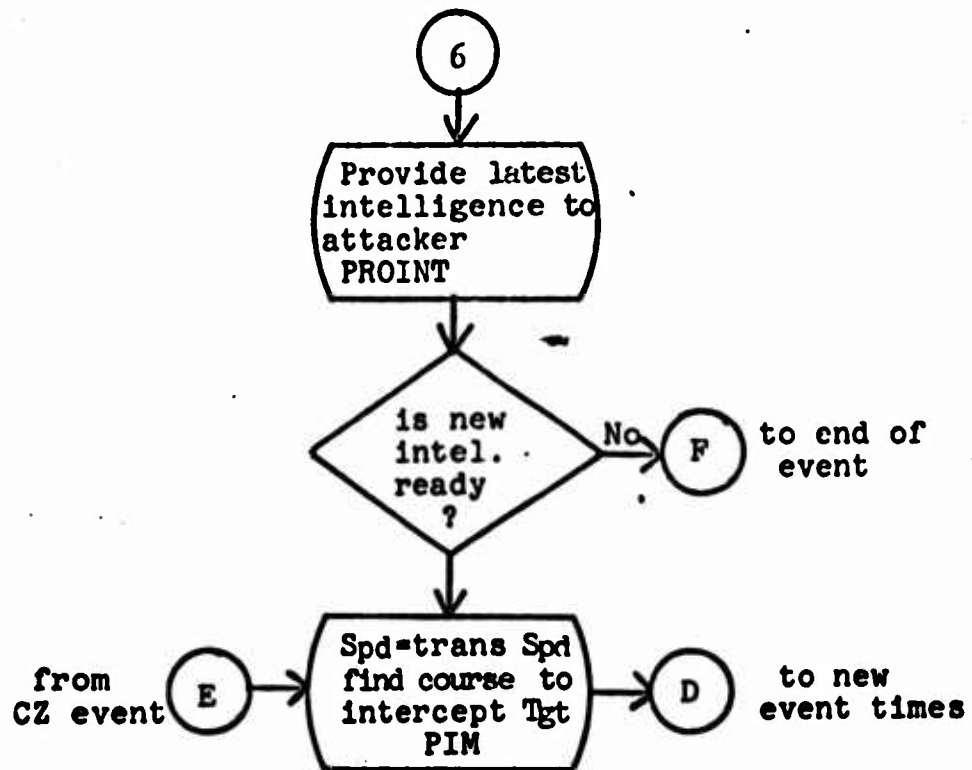 6
Provide latest
intelligence to
attacker
PROINT
is new
intel.
ready
?
No
F
to end of
event
from
CZ event
E
Spd=trans Spd
find course to
intercept Tgt
PIM
D
to new
event times